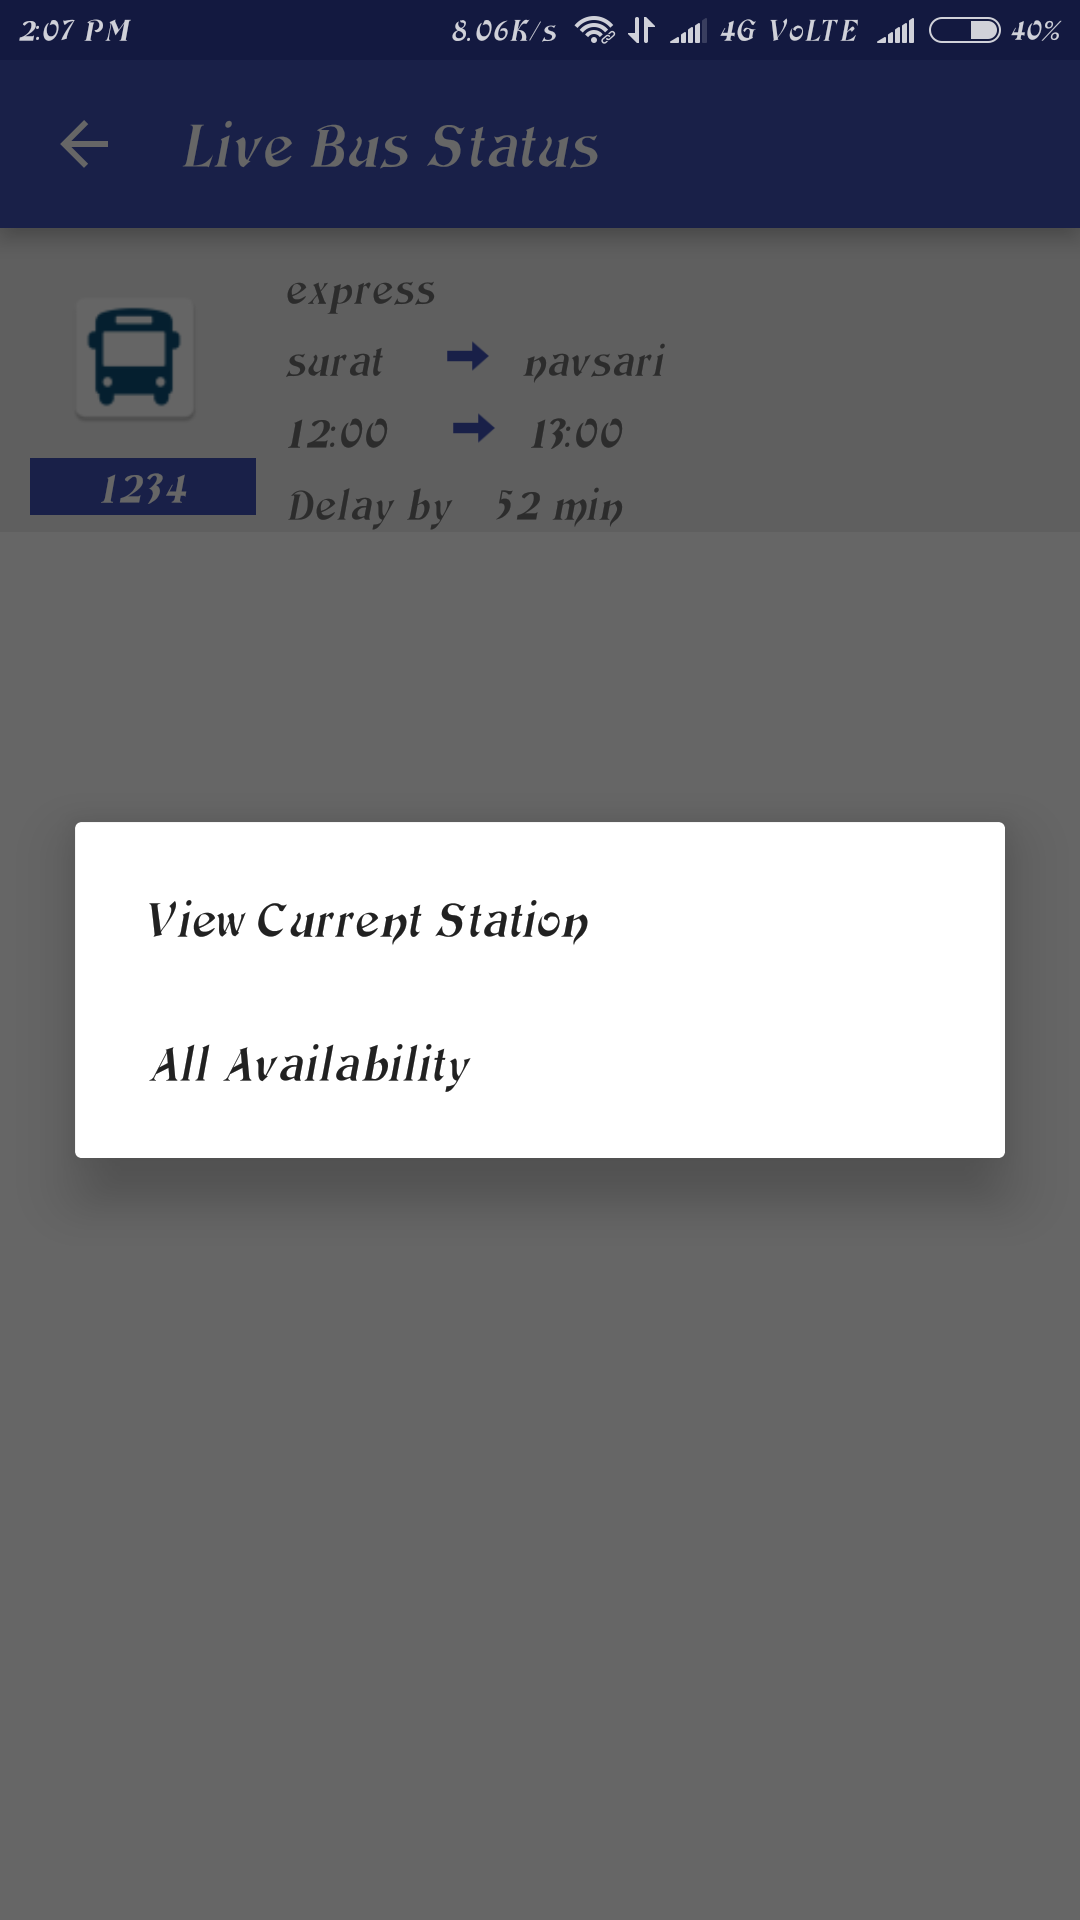 2:07 PM 8.06K/s 4G VoLTE 40%
Live Bus Status
express
surat navsari
12:00 13:00
1234
Delay by 52 min
View Current Station
All Availability